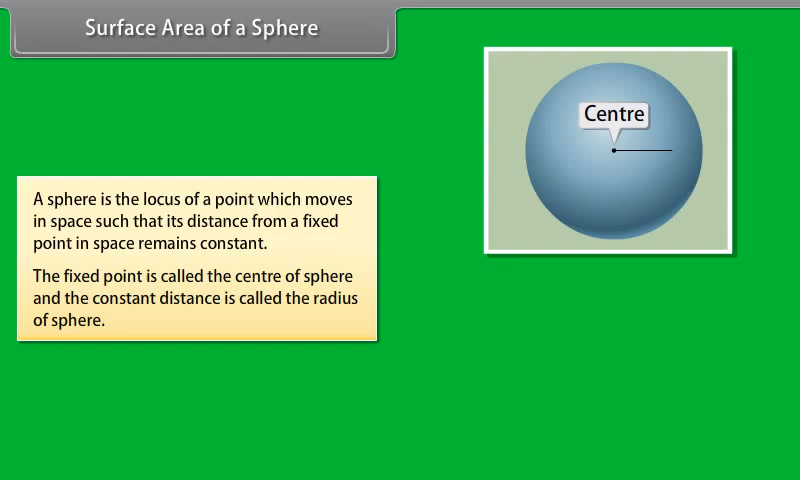 Surface Area of a Sphere
Centre
A sphere is the locus of a point which moves
in space such that its distance from a fixed
point in space remains constant.
The fixed point is called the centre of sphere
and the constant distance is called the radius
of sphere.